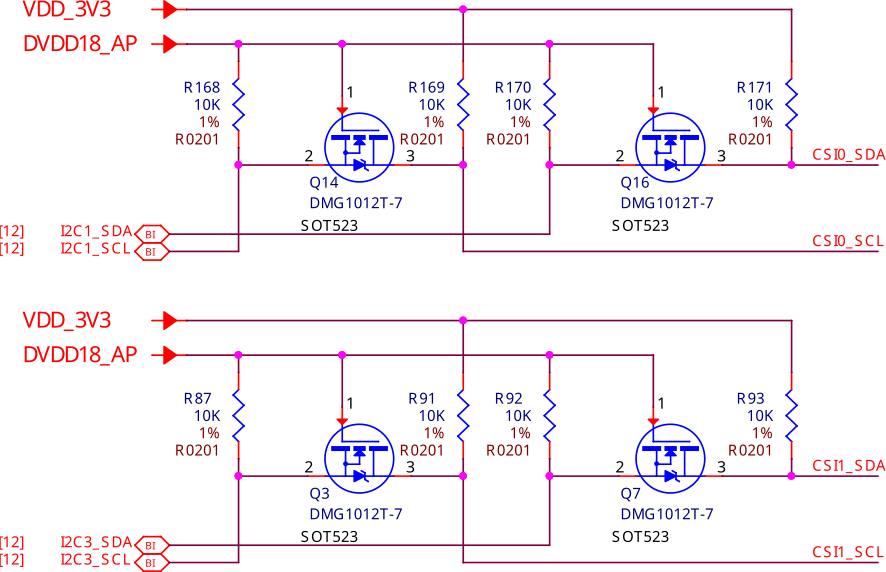 VDD_3V3
DVDD18_AP
R168
10K
1%
R0201
1
R169
10K
1%
R0201
R170
10K
1%
R0201
1
R171
10K
1%
R0201
2
3
2
3
CSI0_SDA
Q14
DMG1012T-7
SOT523
Q16
DMG1012T-7
SOT523
[12] I2C1_SDA BI
[12] I2C1_SCL BI
CSI0_SCL
VDD_3V3
DVDD18_AP
R87
10K
1%
R0201
1
R91
10K
1%
R0201
R92
10K
1%
R0201
1
R93
10K
1%
R0201
2
3
2
3
CSI1_SDA
Q3
DMG1012T-7
SOT523
Q7
DMG1012T-7
SOT523
[12] I2C3_SDA BI
[12] I2C3_SCL BI
CSI1_SCL